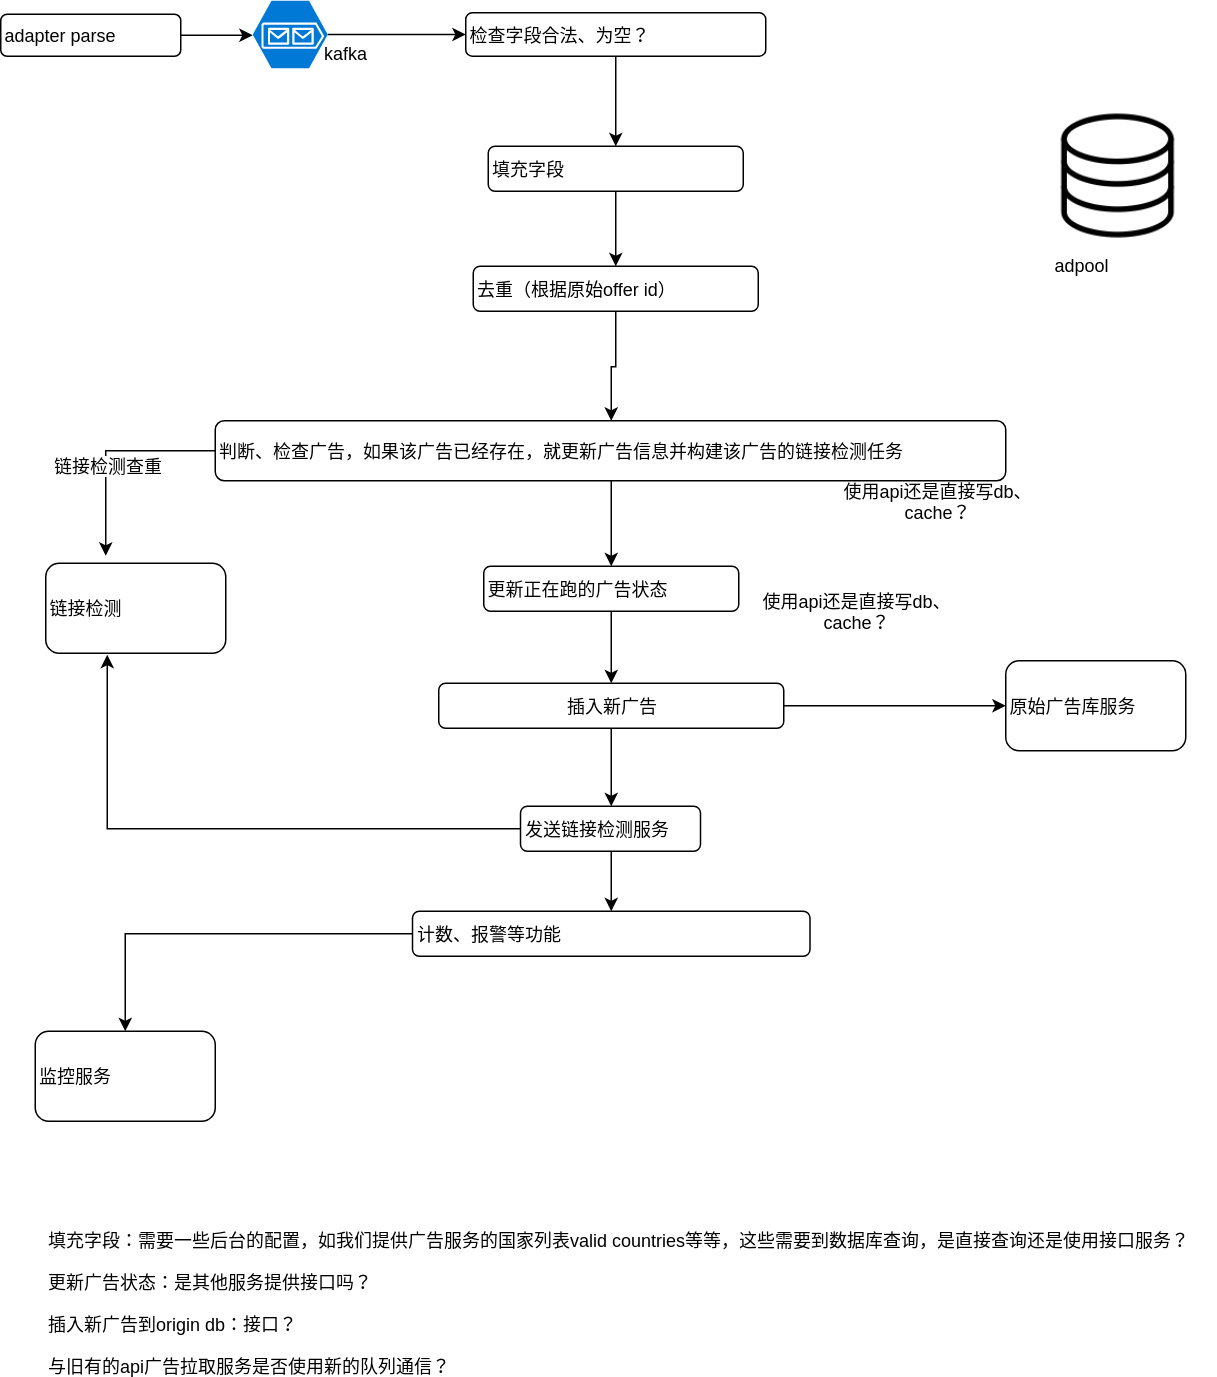 adapter parse
kafka
检查字段合法、为空？
填充字段
adpool
去重（根据原始offer id）
判断、检查广告，如果该广告已经存在，就更新广告信息并构建该广告的链接检测任务
链接检测查重
使用api还是直接写db、
cache？
更新正在跑的广告状态
使用api还是直接写db、
cache？
链接检测
插入新广告
原始广告库服务
发送链接检测服务
计数、报警等功能
监控服务
填充字段：需要一些后台的配置，如我们提供广告服务的国家列表valid countries等等，这些需要到数据库查询，是直接查询还是使用接口服务？
更新广告状态：是其他服务提供接口吗？
插入新广告到origin db：接口？
与旧有的api广告拉取服务是否使用新的队列通信？